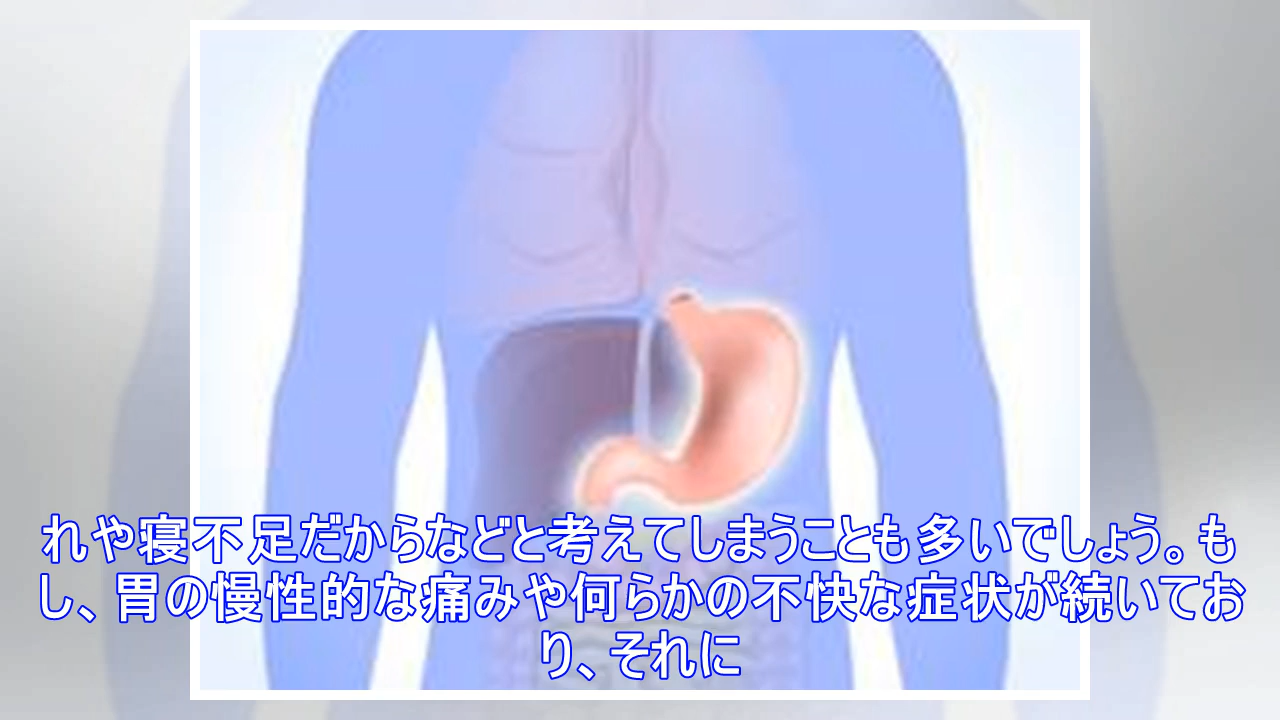 れや寝不足だからなどと考えてしまうことも多いでしょう。も
し、胃の慢性的な痛みや何らかの不快な症状が続いてお
り、それに